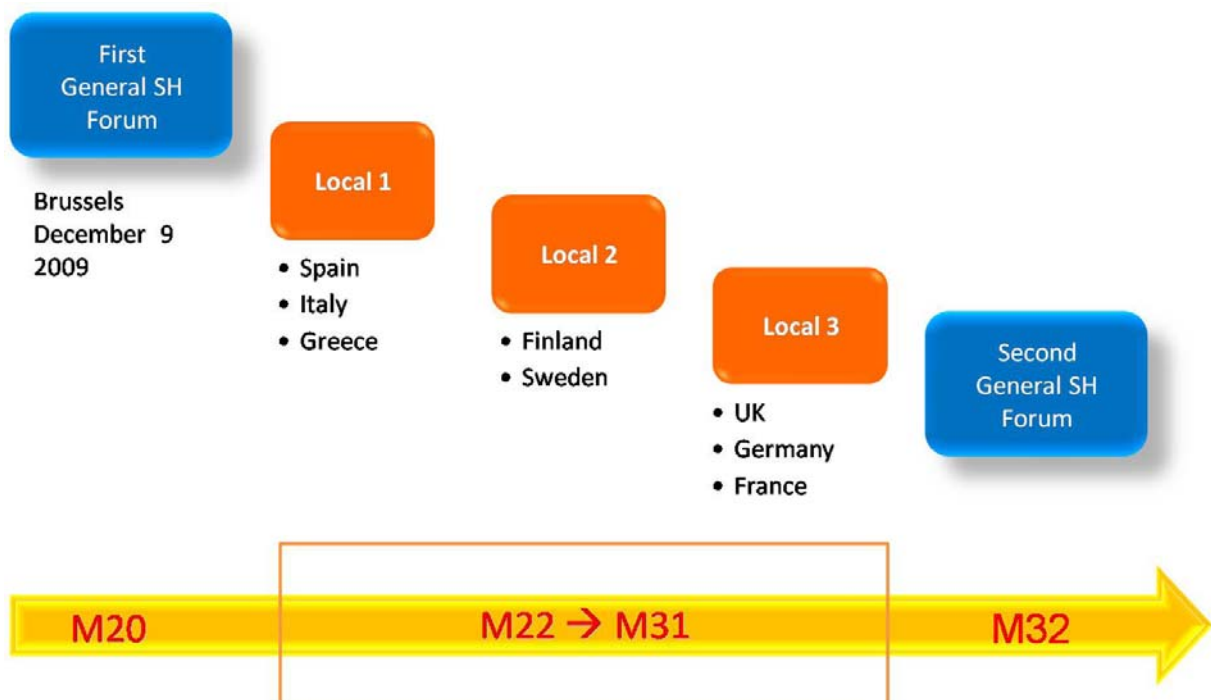 First
General SH
Forum
Brussels
December 9
2009
Local 1
• Spain
• Italy
• Greece
Local 2
• Finland
• Sweden
Local 3
• UK
• Germany
• France
Second
General SH
Forum
M20
M22 → M31
M32